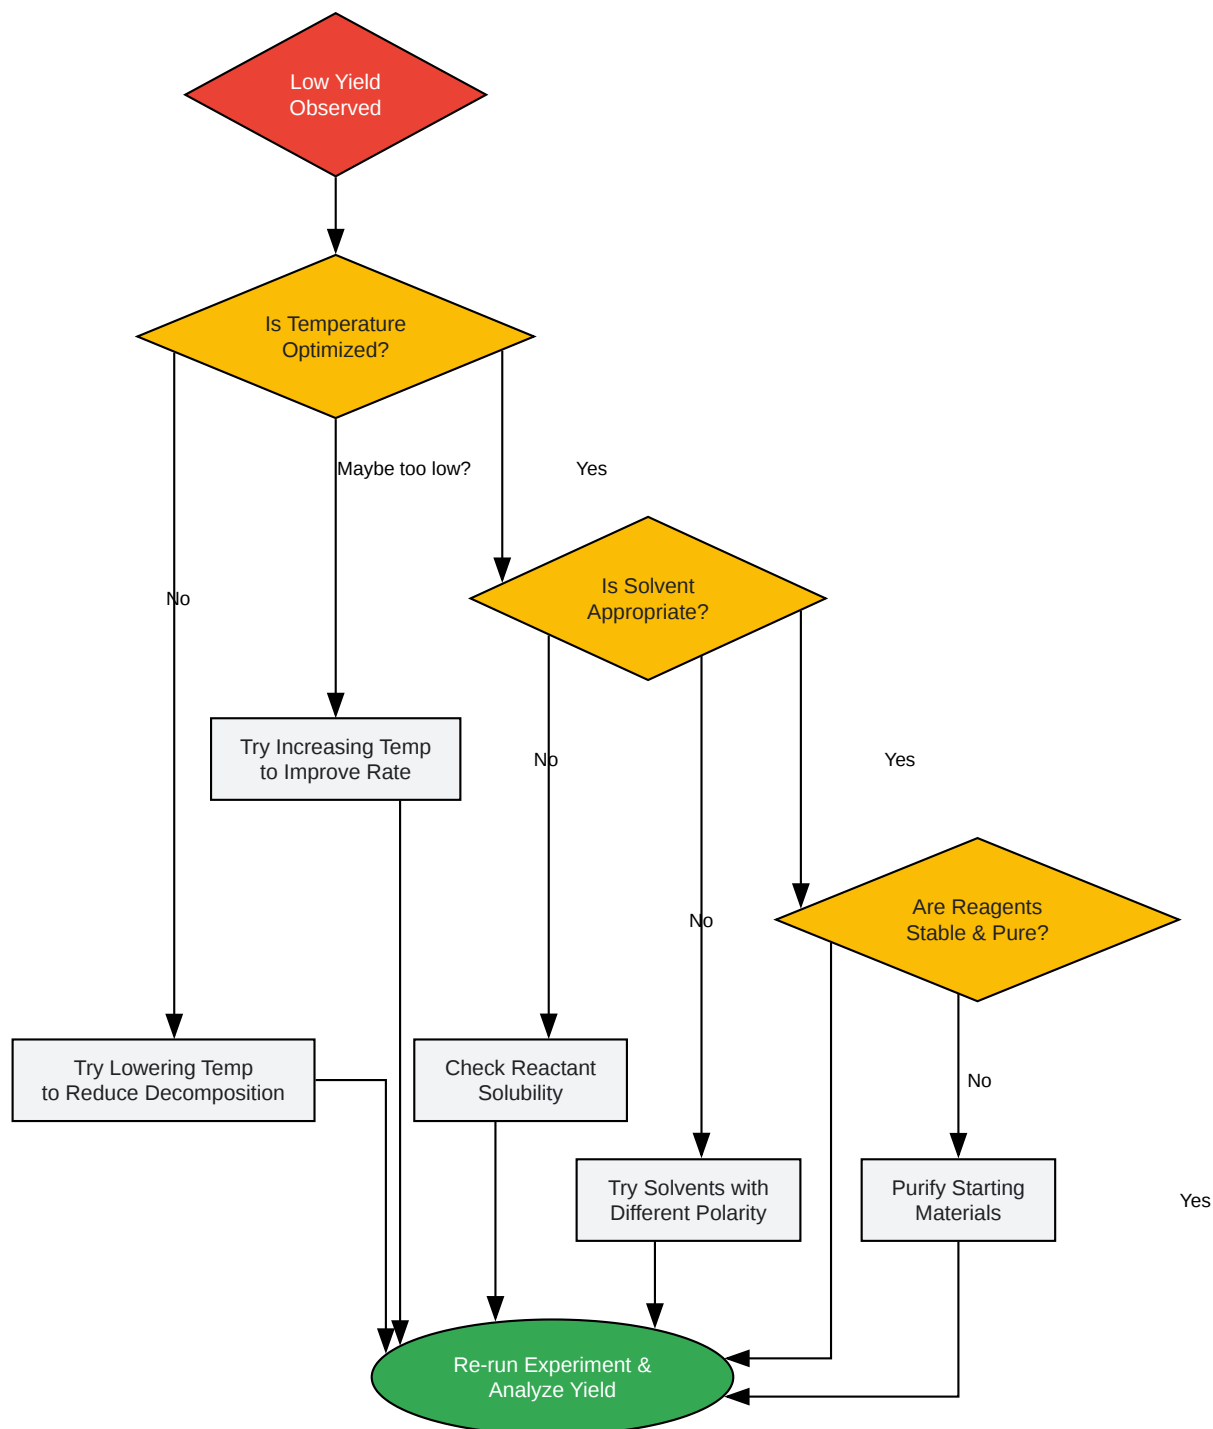 Low Yield
Observed
Is Temperature
Optimized?
Maybe too low?
Yes
Is Solvent
Appropriate?
No
Try Increasing Temp
to Improve Rate
No
Yes
Are Reagents
Stable & Pure?
No
Try Lowering Temp
to Reduce Decomposition
Check Reactant
Solubility
No
Try Solvents with
Different Polarity
Purify Starting
Materials
Yes
Re-run Experiment &
Analyze Yield